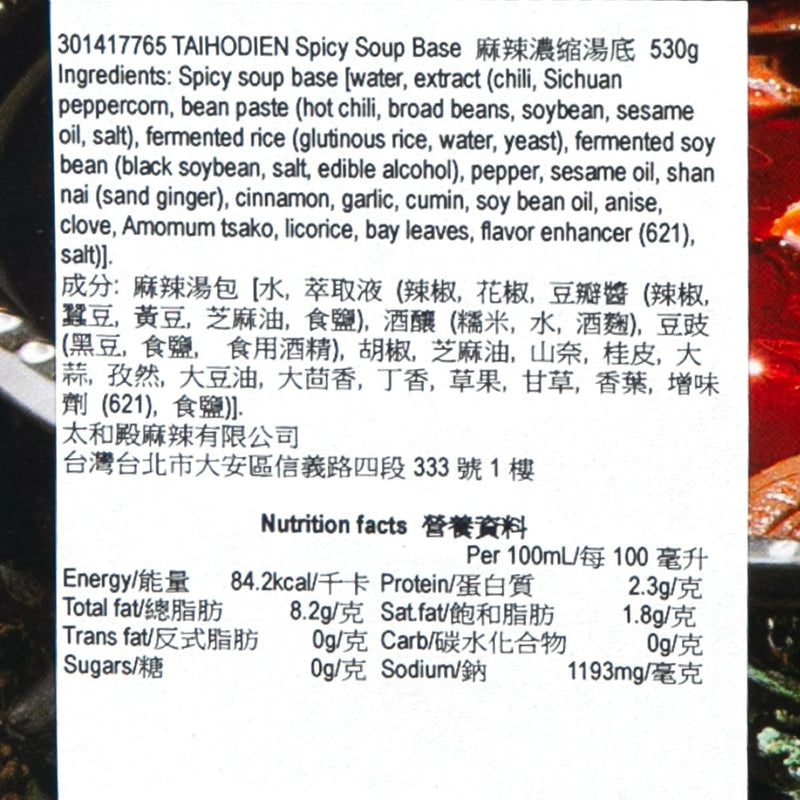 301417765 TAIHODIEN Spicy Soup Base 麻辣濃縮湯底 530g
Ingredients: Spicy soup base [water, extract (chili, Sichuan
peppercorn, bean paste (hot chili, broad beans, soybean, sesame
oil, salt), fermented rice (glutinous rice, water, yeast), fermented soy
bean (black soybean, salt, edible alcohol), pepper, sesame oil, shan
nai (sand ginger), cinnamon, garlic, cumin, soy bean oil, anise,
clove, Amomum tsako, licorice, bay leaves, flavor enhancer (621),
salt)].
成分: 麻辣湯包 [水, 萃取液 (辣椒, 花椒, 豆瓣醬 (辣椒,
蠶豆, 黃豆, 芝麻油, 食鹽), 酒釀 (糯米, 水, 酒麴), 豆豉
(黑豆, 食鹽, 食用酒精), 胡椒, 芝麻油, 山奈, 桂皮, 大
蒜, 孜然, 大豆油, 大茴香, 丁香, 草果, 甘草, 香葉, 增味
劑 (621), 食鹽)].
太和殿麻辣有限公司
台灣台北市大安區信義路四段 333 號 1 樓
Nutrition facts 營養資料
Per 100mL/每 100 毫升
Energy/能量 84.2kcal/千卡 Protein/蛋白質 2.3g/克
Total fat/總脂肪 8.2g/克 Sat.fat/飽和脂肪 1.8g/克
Trans fat/反式脂肪 0g/克 Carb/碳水化合物 0g/克
Sugars/糖 0g/克 Sodium/鈉 1193mg/毫克